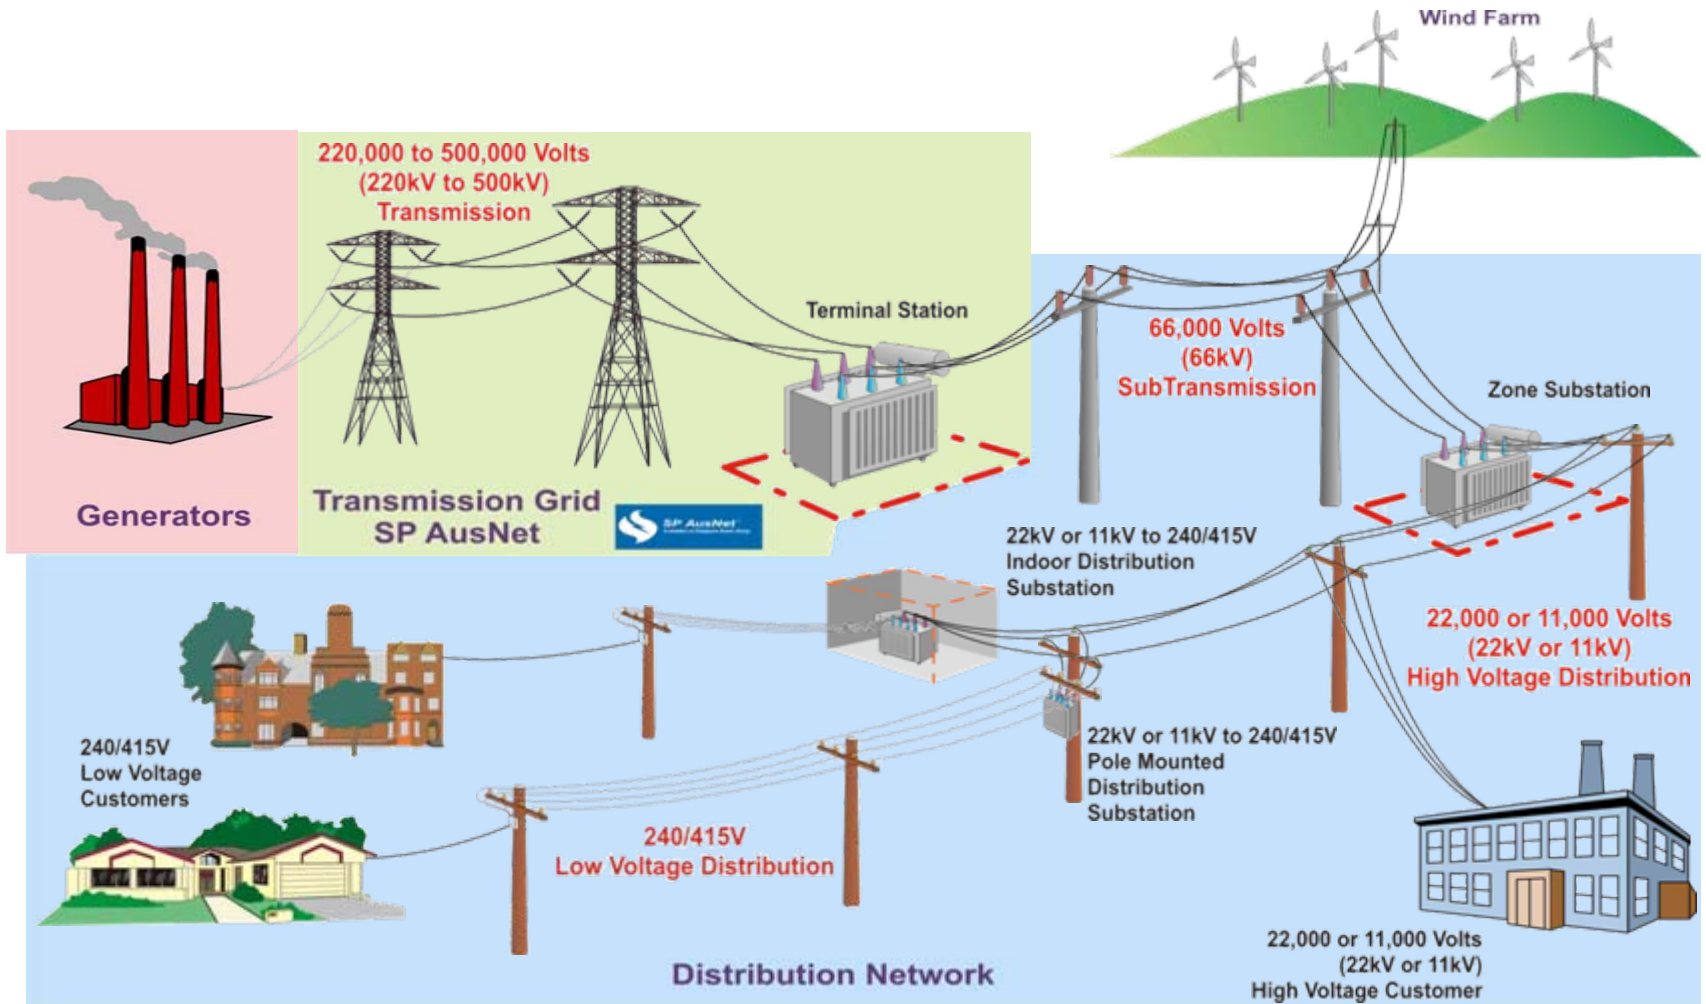 Wind Farm
220,000 to 500,000 Volts
(220kV to 500kV)
Transmission
Terminal Station
66,000 Volts
(66kV)
SubTransmission
Zone Substation
Generators
Transmission Grid
SP AusNet
SP AusNet
22kV or 11kV to 240/415V
Indoor Distribution
Substation
22,000 or 11,000 Volts
(22kV or 11kV)
High Voltage Distribution
240/415V
Low Voltage
Customers
22kV or 11kV to 240/415V
Pole Mounted
Distribution
Substation
240/415V
Low Voltage Distribution
22,000 or 11,000 Volts
(22kV or 11kV)
High Voltage Customer
Distribution Network